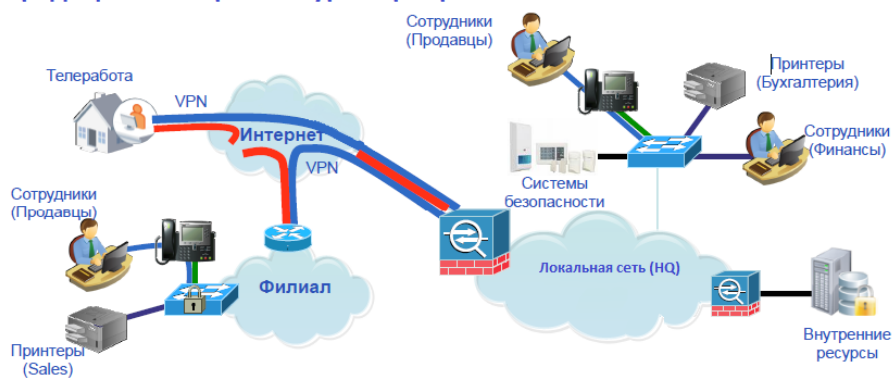 Сотрудники
(Продавцы)
Телеработа
VPN
Интернет
VPN
Принтеры
(Бухгалтерия)
Сотрудники
(Финансы)
Системы
безопасности
Сотрудники
(Продавцы)
Филиал
Локальная сеть (HQ)
Принтеры
(Sales)
Внутренние
ресурсы